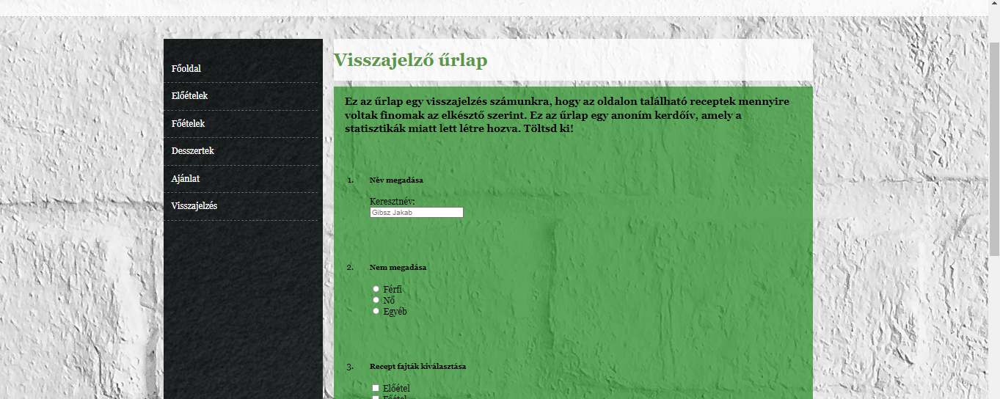 Főoldal
Előételek
Főételek
Desszertek
Ajánlat
Visszajelzés
Visszajelző űrlap
Ez az űrlap egy visszajelzés számunkra, hogy az oldalon található receptek mennyire
voltak finomak az elkésztő szerint. Ez az űrlap egy anoním kerdőív, amely a
statisztikák miatt lett létre hozva. Töltsd ki!
1. Név megadása
Keresztnév:
Gibsz Jakab
2. Nem megadása
Férfi
Nő
Egyéb
3. Recept fajták kiválasztása
Előétel
Főétel